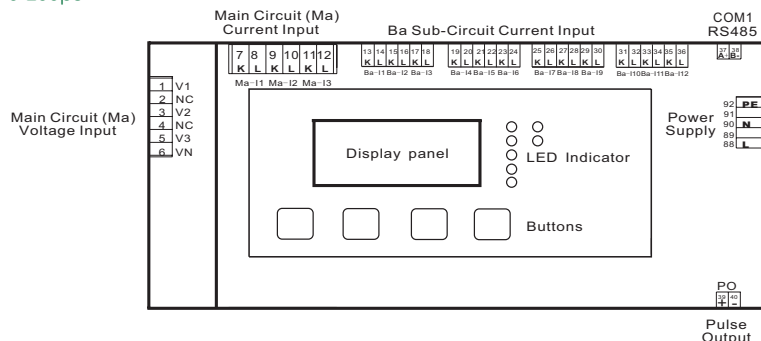 Main Circuit (Ma)
Current Input
7 8 9 10 11 12
K L K L K L
Ma-I1 Ma-I2 Ma-I3
Ba Sub-Circuit Current Input
13 14 15 16 17 18
K L K L K L
Ba-I1 Ba-I2 Ba-I3
19 20 21 22 23 24
K L K L K L
Ba-I4 Ba-I5 Ba-I6
25 26 27 28 29 30
K L K L K L
Ba-I7 Ba-I8 Ba-I9
31 32 33 34 35 36
K L K L K L
Ba-I10 Ba-I11 Ba-I12
COM1
RS485
37 38
A+ B-
Main Circuit (Ma)
Voltage Input
1 V1
2 NC
3 V2
4 NC
5 V3
6 VN
Display panel
LED Indicator
Buttons
Power
Supply
92 PE
91
90 N
89
88 L
PO
39 40
+ -
Pulse
Output